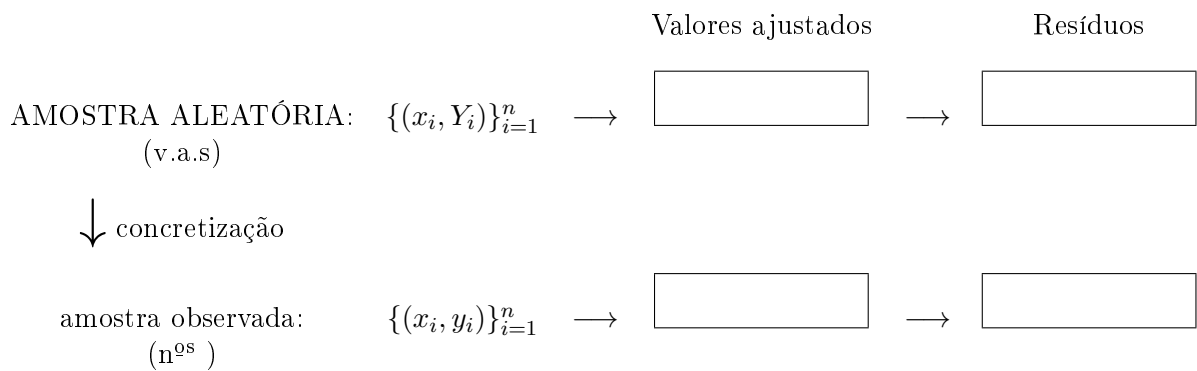 Valores ajustados Resíduos
AMOSTRA ALEATÓRIA: {(x_i, Y_i)}_{i=1}^n ⟶ ⟶
(v.a.s)
↓ concretização
amostra observada: {(x_i, y_i)}_{i=1}^n ⟶ ⟶
(nºs )